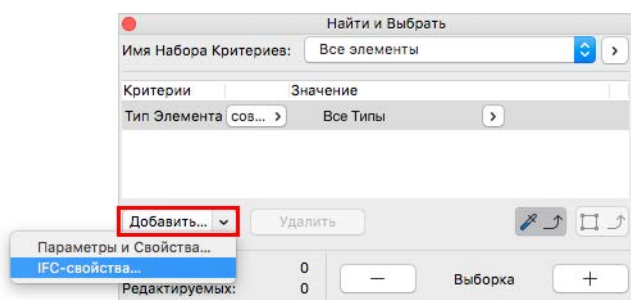 Найти и Выбрать
Имя Набора Критериев: Все элементы
Критерии Значение
Тип Элемента сов... Все Типы
Добавить... Удалить
Параметры и Свойства...
IFC-свойства... 0
Редактируемых: 0
Выборка